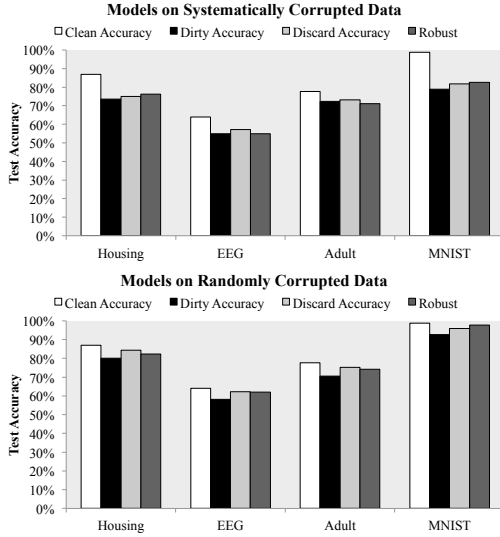 Models on Systematically Corrupted Data
Clean Accuracy Dirty Accuracy Discard Accuracy Robust
Test Accuracy
100%
90%
80%
70%
60%
50%
40%
30%
20%
10%
0%
Housing EEG Adult MNIST
Models on Randomly Corrupted Data
Clean Accuracy Dirty Accuracy Discard Accuracy Robust
Test Accuracy
100%
90%
80%
70%
60%
50%
40%
30%
20%
10%
0%
Housing EEG Adult MNIST